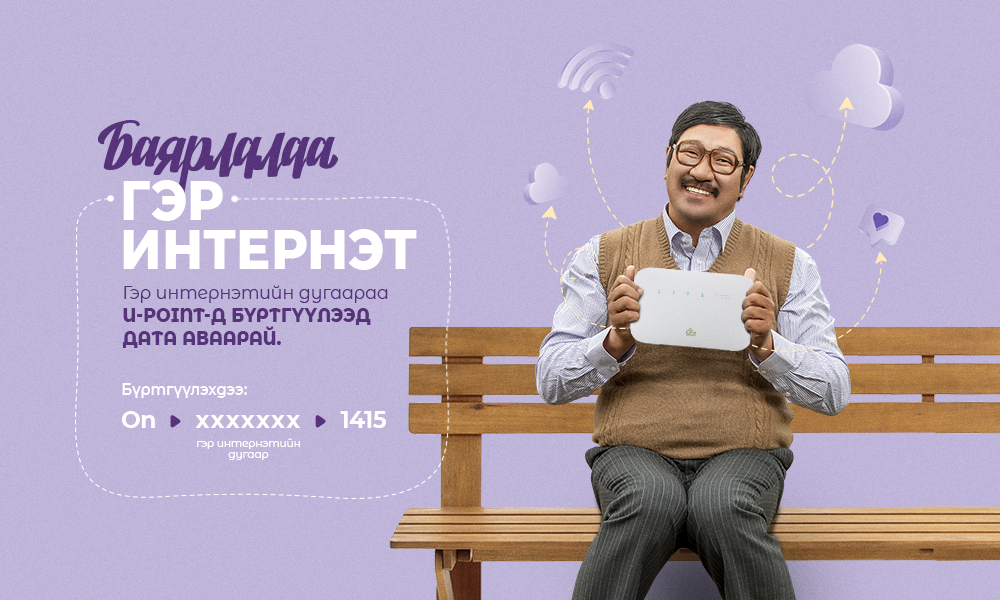 Баярлалаа
ГЭР
ИНТЕРНЭТ
Гэр интернэтийн дугаараа
U-POINT-Д БҮРТГҮҮЛЭЭД
ДАТА АВААРАЙ.
Бүртгүүлэхдээ:
On ▸ xxxxxxx ▸ 1415
гэр интернэтийн
дугаар